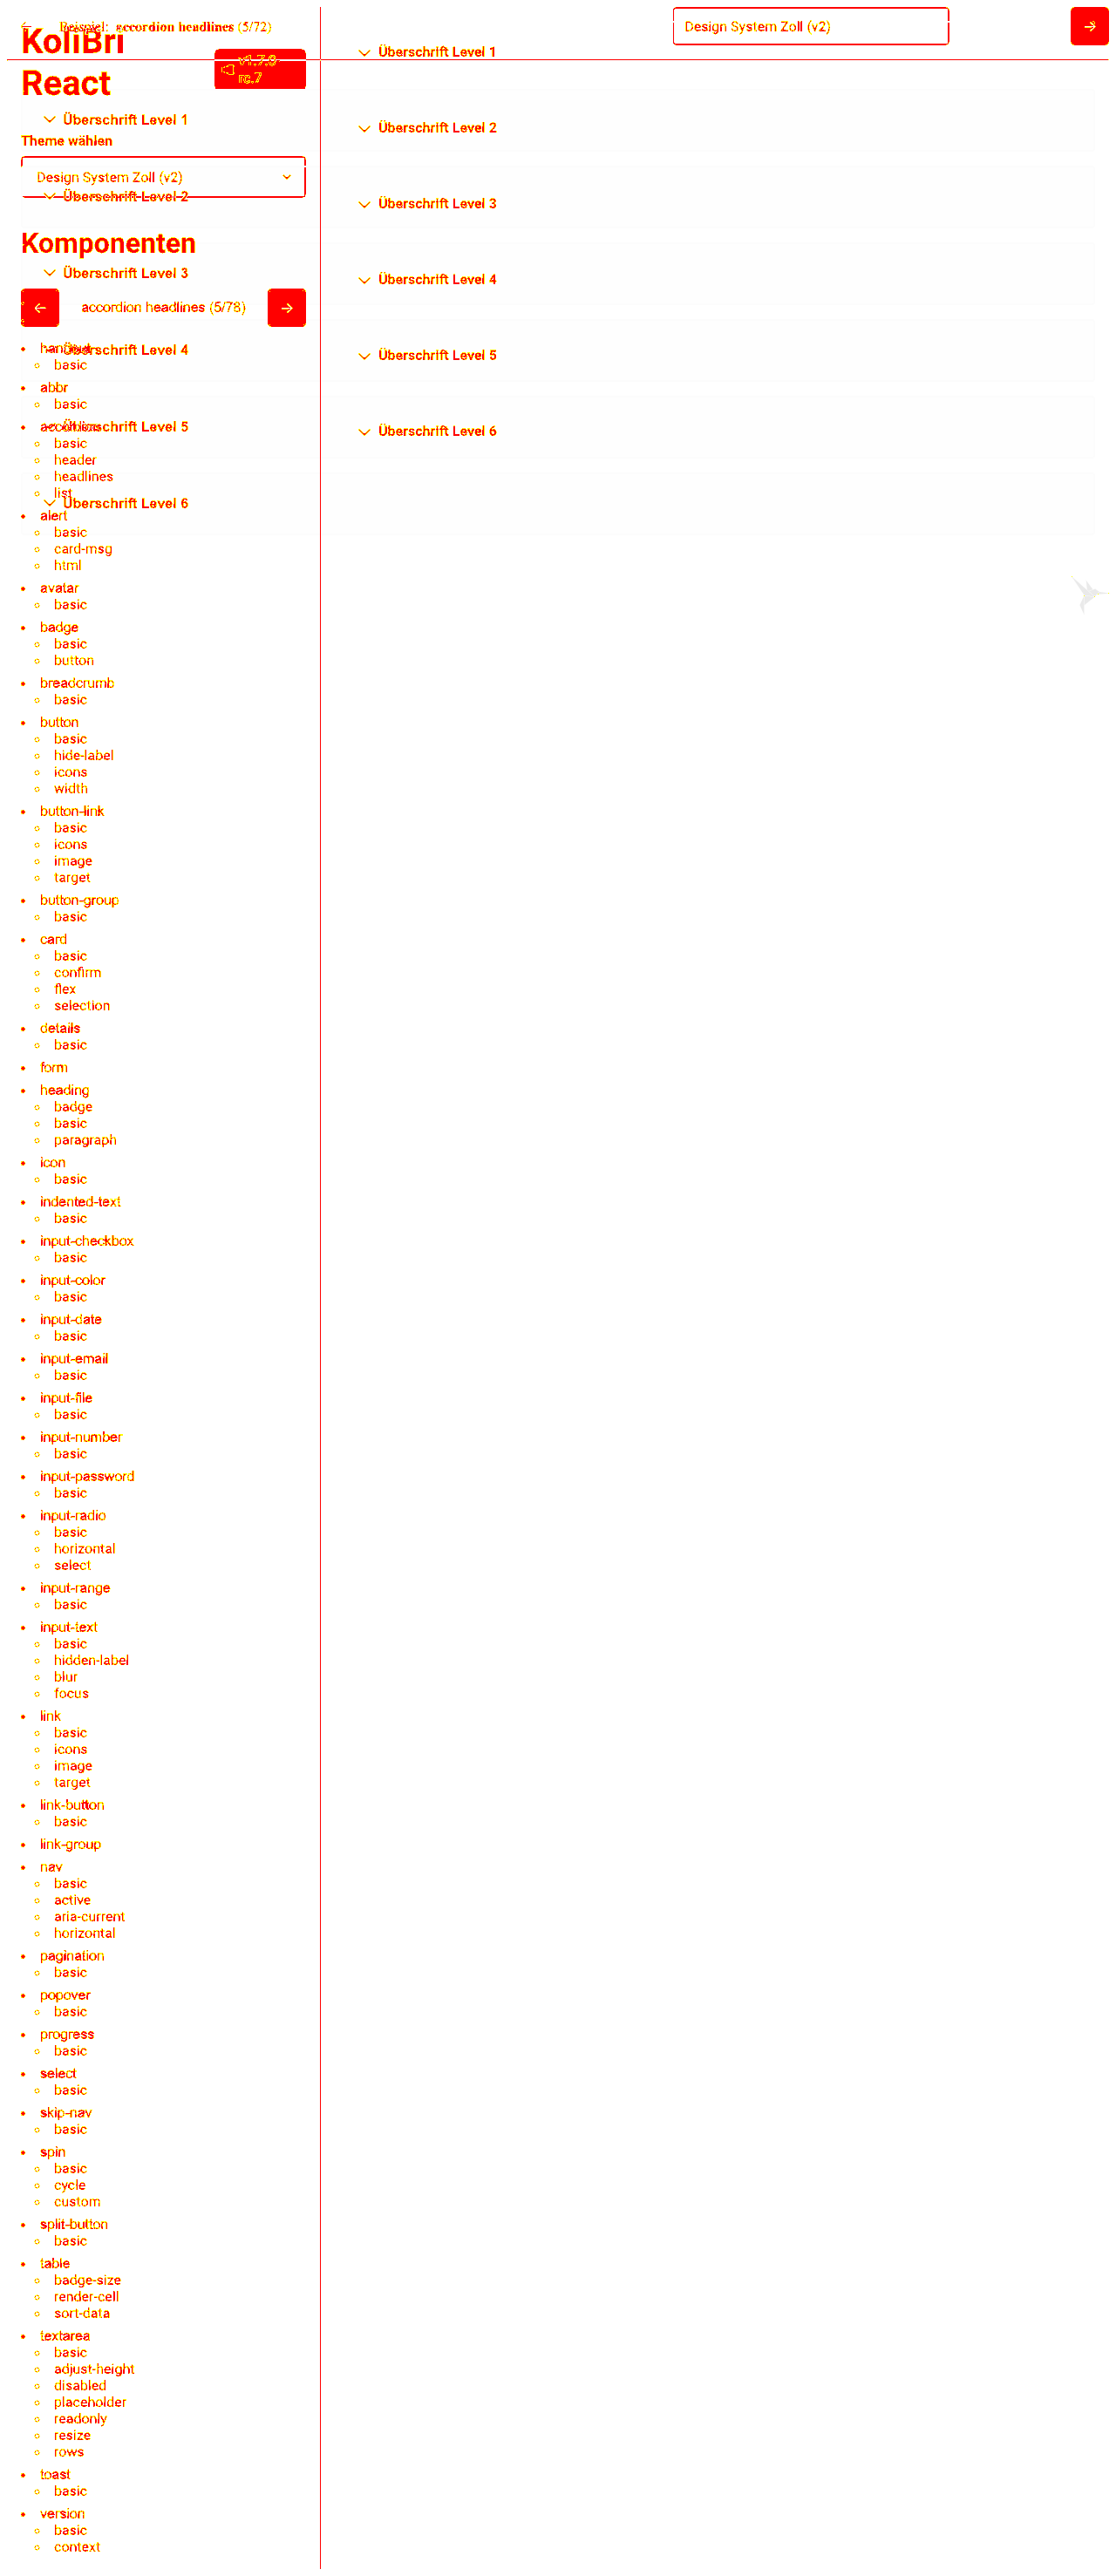 Beispiel: accordion headlines (5/72)
Design System Zoll (v2)
KoliBri
React
v1.7.0-
rc.7
Theme wählen
Design System Zoll (v2)
Komponenten
accordion headlines (5/78)
Überschrift Level 1
Überschrift Level 2
Überschrift Level 3
Überschrift Level 4
Überschrift Level 5
Überschrift Level 6
basic
abbr
basic
accordion
basic
header
headlines
list
alert
basic
card-msg
html
avatar
basic
badge
basic
button
breadcrumb
basic
button
basic
hide-label
icons
width
button-link
basic
icons
image
target
button-group
basic
card
basic
confirm
flex
selection
details
basic
form
heading
badge
basic
paragraph
icon
basic
indented-text
basic
input-checkbox
basic
input-color
basic
input-date
basic
input-email
basic
input-file
basic
input-number
basic
input-password
basic
input-radio
basic
horizontal
select
input-range
basic
input-text
basic
hidden-label
blur
focus
link
basic
icons
image
target
link-button
basic
link-group
nav
basic
active
aria-current
horizontal
pagination
basic
popover
basic
progress
basic
select
basic
skip-nav
basic
spin
basic
cycle
custom
split-button
basic
table
badge-size
render-cell
sort-data
textarea
basic
adjust-height
disabled
placeholder
readonly
resize
rows
toast
basic
version
basic
context
Überschrift Level 1
Überschrift Level 2
Überschrift Level 3
Überschrift Level 4
Überschrift Level 5
Überschrift Level 6